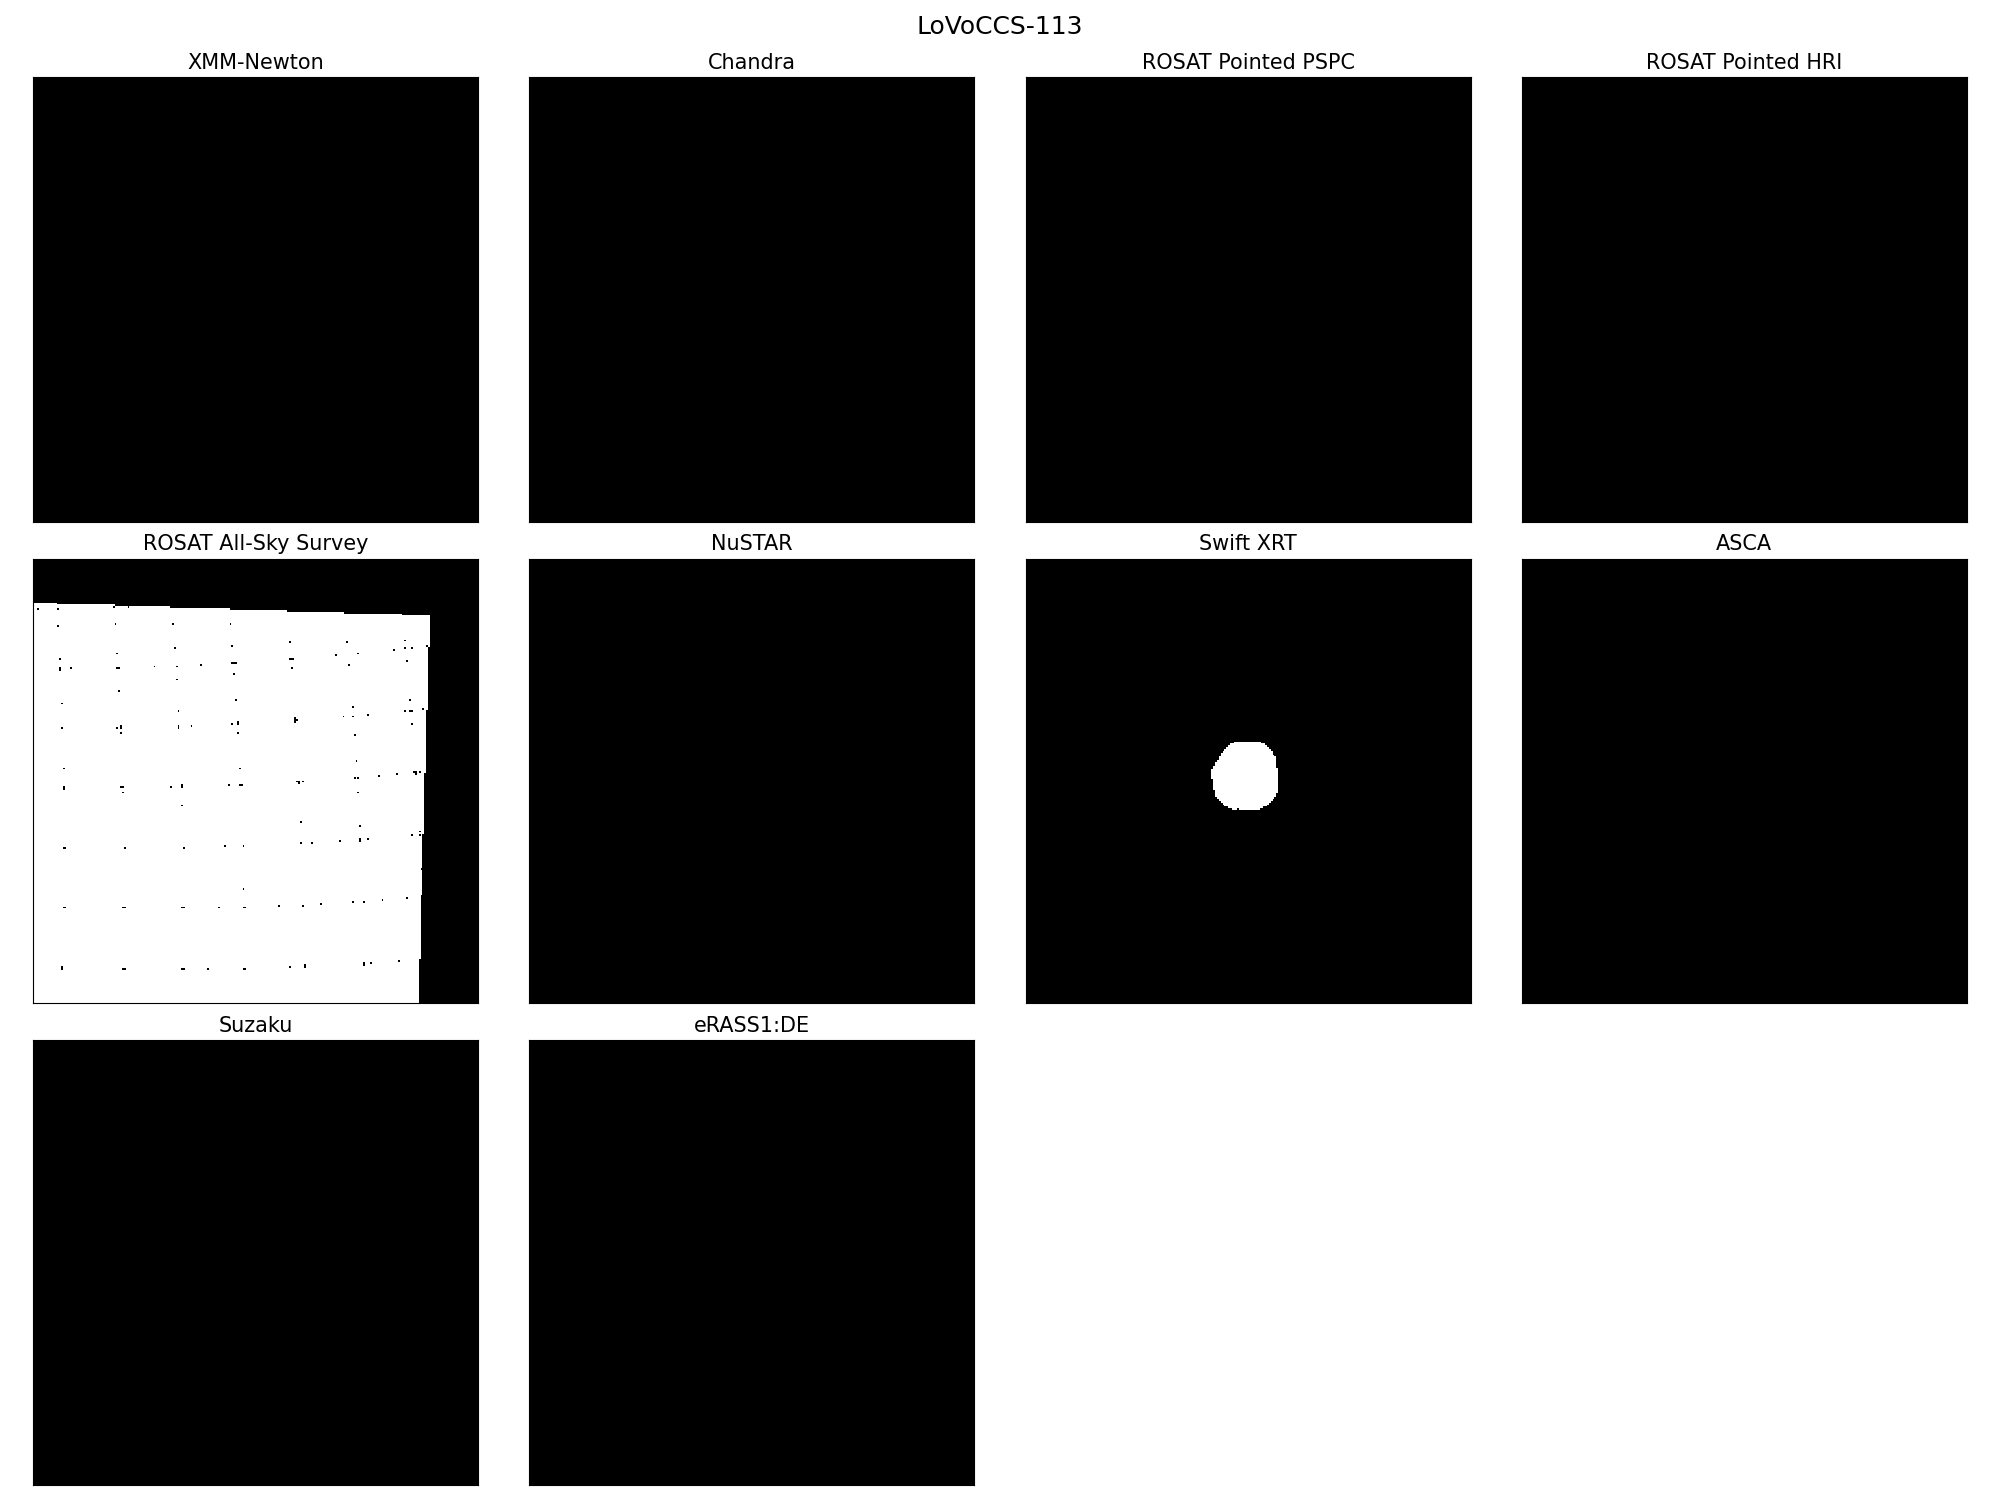 LoVoCCS-113
XMM-Newton
Chandra
ROSAT Pointed PSPC
ROSAT Pointed HRI
ROSAT All-Sky Survey
NuSTAR
Swift XRT
ASCA
Suzaku
eRASS1:DE